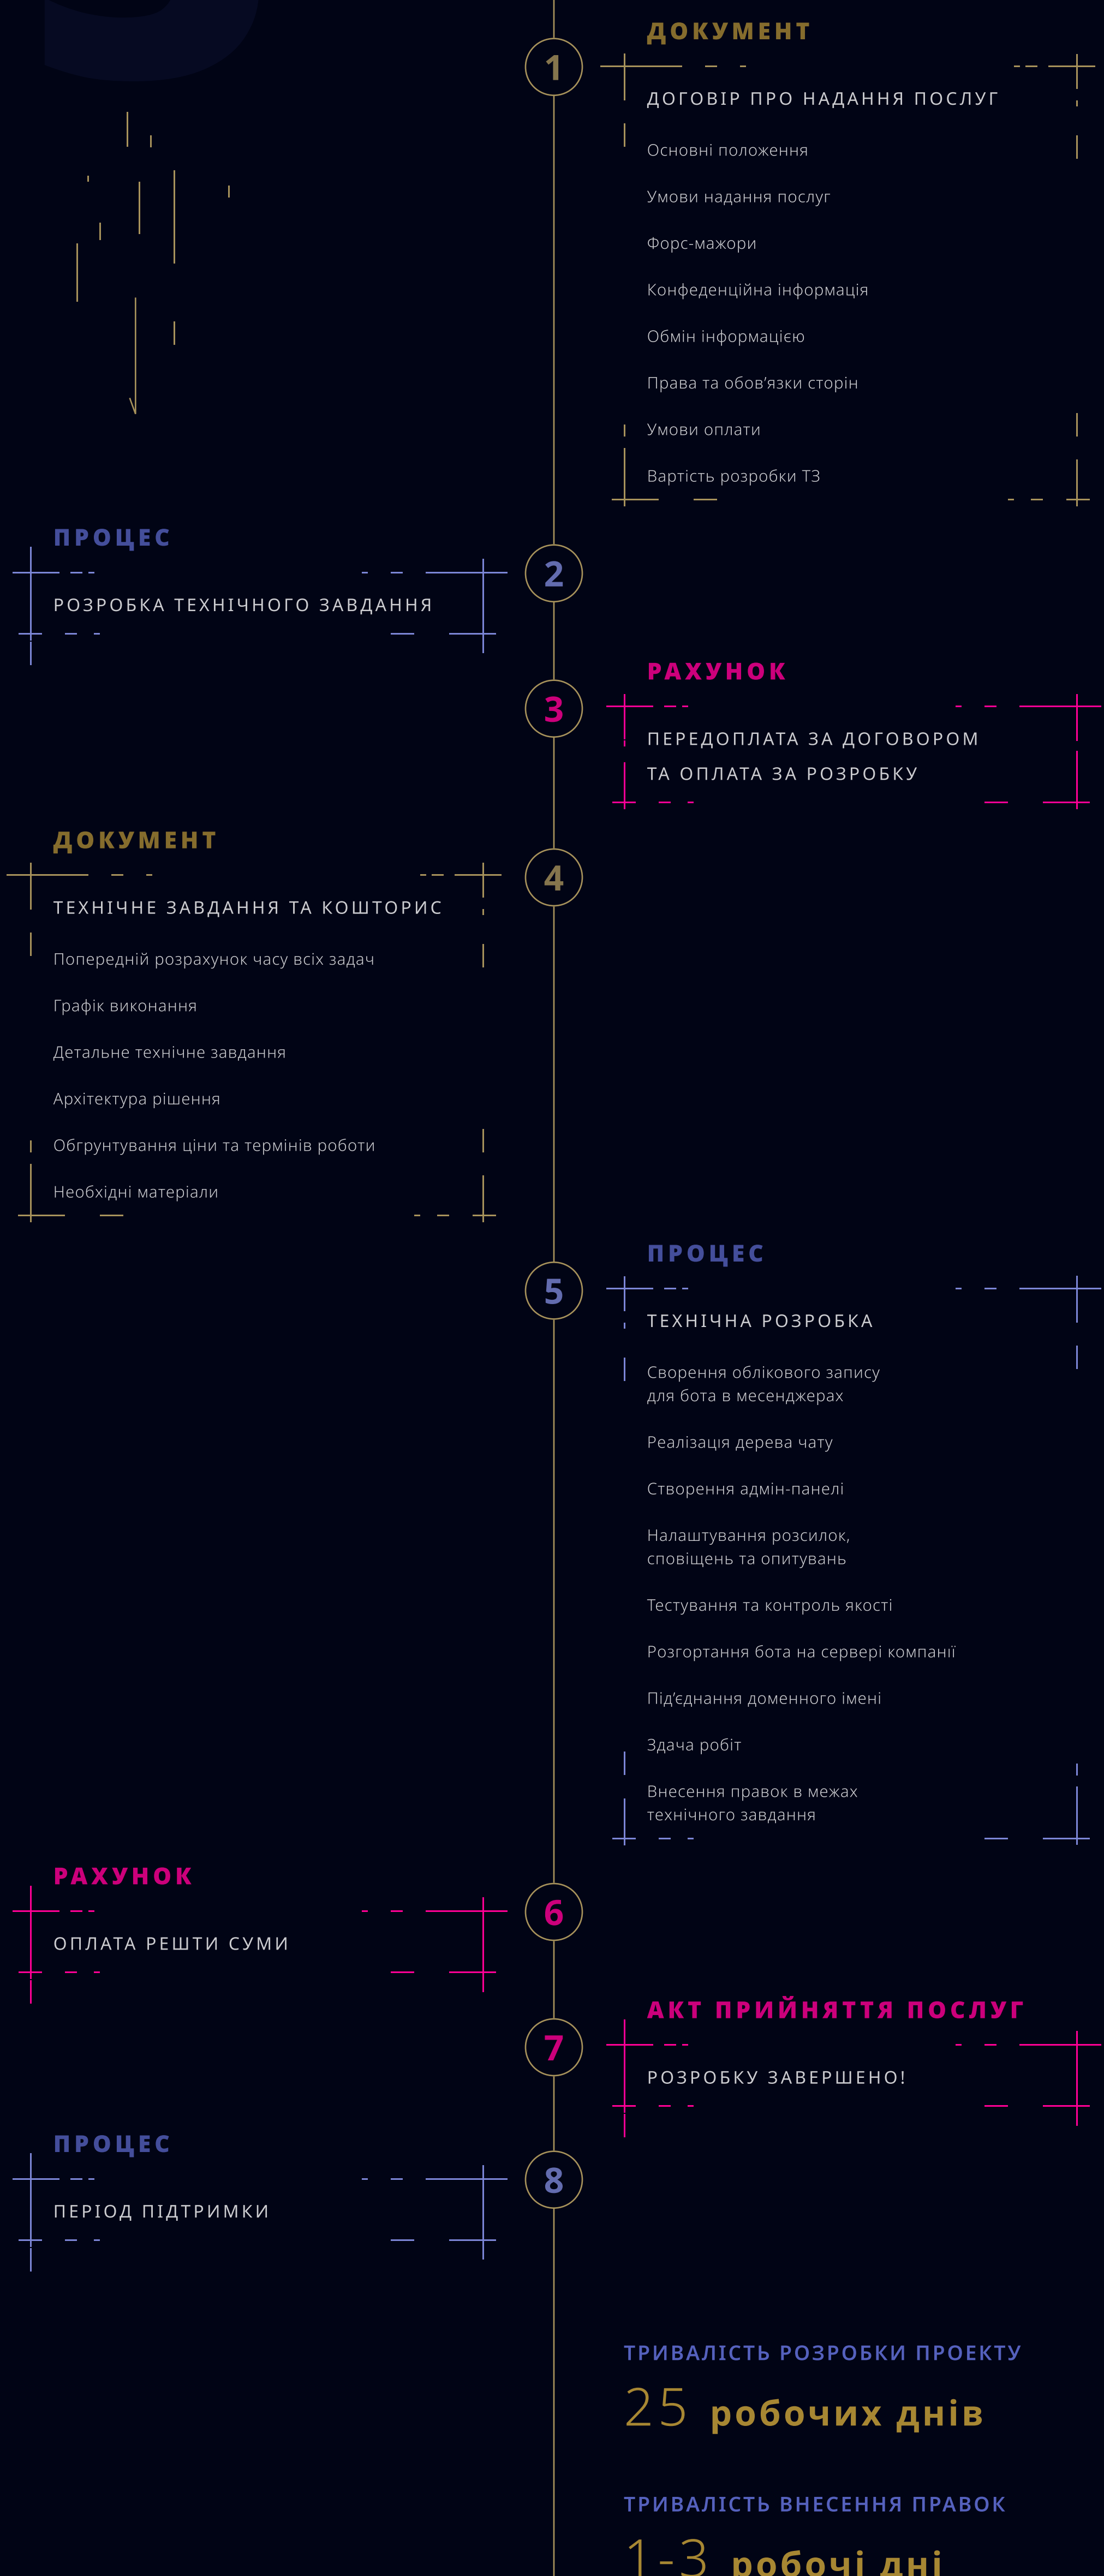 1
ДОКУМЕНТ
ДОГОВІР ПРО НАДАННЯ ПОСЛУГ
Основні положення
Умови надання послуг
Форс-мажори
Конфеденційна інформація
Обмін інформацією
Права та обов’язки сторін
Умови оплати
Вартість розробки ТЗ
2
ПРОЦЕС
РОЗРОБКА ТЕХНІЧНОГО ЗАВДАННЯ
3
РАХУНОК
ПЕРЕДОПЛАТА ЗА ДОГОВОРОМ
ТА ОПЛАТА ЗА РОЗРОБКУ
4
ДОКУМЕНТ
ТЕХНІЧНЕ ЗАВДАННЯ ТА КОШТОРИС
Попередній розрахунок часу всіх задач
Графік виконання
Детальне технічне завдання
Архітектура рішення
Обгрунтування ціни та термінів роботи
Необхідні матеріали
5
ПРОЦЕС
ТЕХНІЧНА РОЗРОБКА
Сворення облікового запису
для бота в месенджерах
Реалізація дерева чату
Створення адмін-панелі
Налаштування розсилок,
сповіщень та опитувань
Тестування та контроль якості
Розгортання бота на сервері компанії
Під’єднання доменного імені
Здача робіт
Внесення правок в межах
технічного завдання
6
РАХУНОК
ОПЛАТА РЕШТИ СУМИ
7
АКТ ПРИЙНЯТТЯ ПОСЛУГ
РОЗРОБКУ ЗАВЕРШЕНО!
8
ПРОЦЕС
ПЕРІОД ПІДТРИМКИ
ТРИВАЛІСТЬ РОЗРОБКИ ПРОЕКТУ
25 робочих днів
ТРИВАЛІСТЬ ВНЕСЕННЯ ПРАВОК
1-3 робочі дні